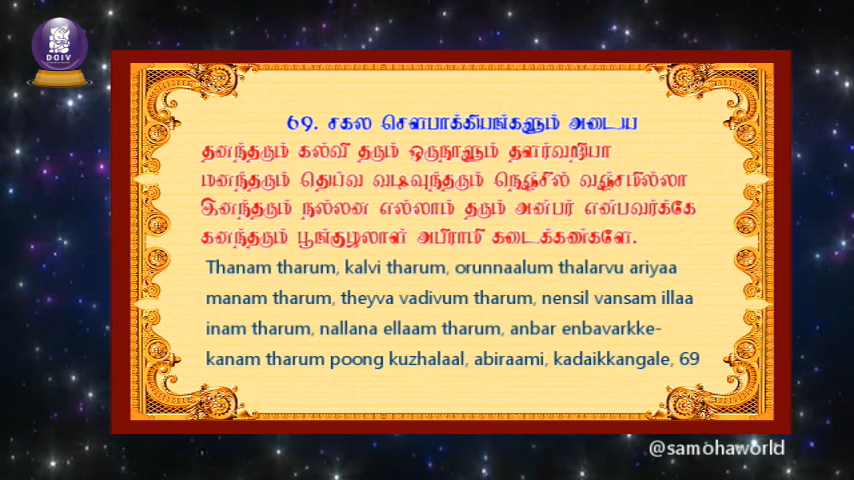 DOIV
69. சகல சௌபாக்கியங்களும் அடைய
தனந்தரும் கல்வி தரும் ஒருநாளும் தளர்வறியா
மனந்தரும் தெய்வ வடிவுந்தரும் நெஞ்சில் வஞ்சமில்லா
இனந்தரும் நல்லன எல்லாம் தரும் அன்பர் என்பவர்க்கே
கனந்தரும் பூங்குழலாள் அபிராமி கடைக்கண்களே.
Thanam tharum, kalvi tharum, orunnaalum thalarvu ariyaa
manam tharum, theyva vadivum tharum, nensil vansam illaa
inam tharum, nallana ellaam tharum, anbar enbavarkke-
kanam tharum poong kuzhalaal, abiraami, kadaikkangale, 69
@samohaworld